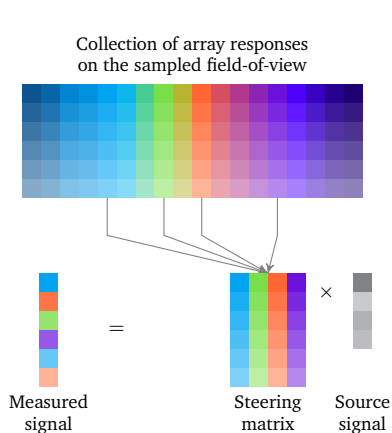 Collection of array responses
on the sampled field-of-view
×
=
Measured
signal
Steering
matrix
Source
signal